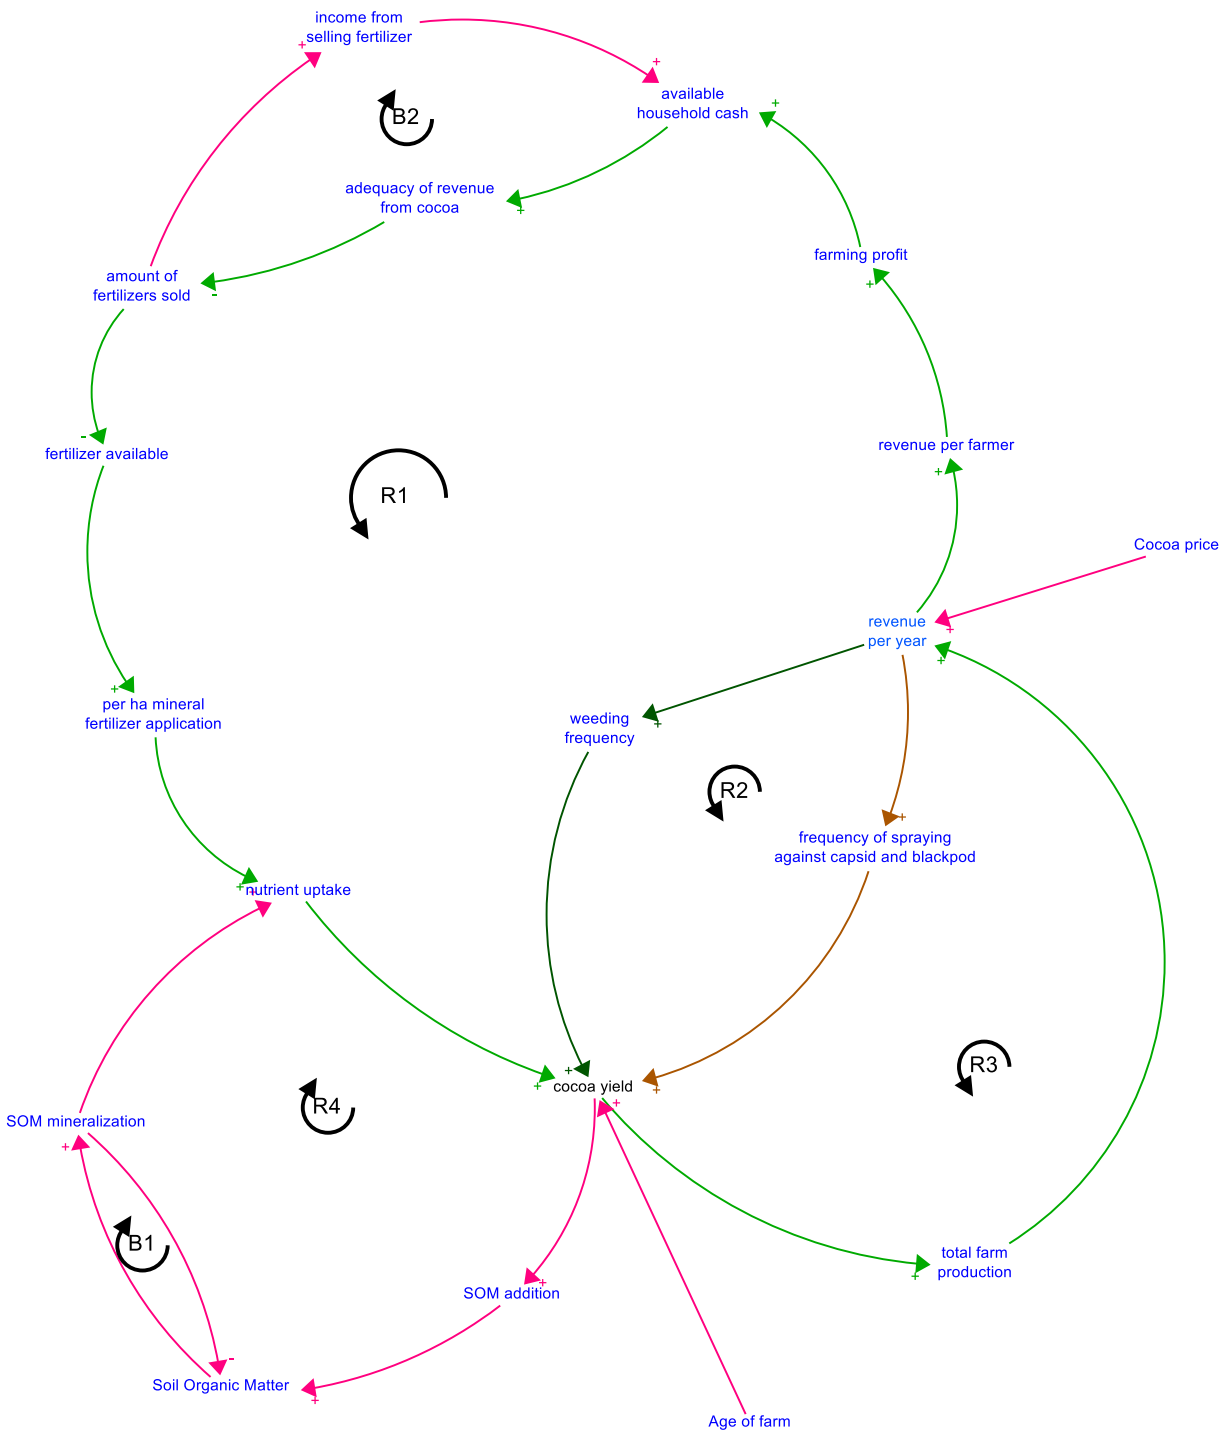 income from
selling fertilizer
+
+
available
household cash
+
B2
adequacy of revenue
from cocoa
+
farming profit
+
amount of
fertilizers sold
-
-
fertilizer available
revenue per farmer
+
R1
Cocoa price
revenue
per year
+
+
+
per ha mineral
fertilizer application
weeding
frequency
+
R2
+
frequency of spraying
against capsid and blackpod
+
+
nutrient uptake
R3
+
+
cocoa yield
+
+
R4
SOM mineralization
+
B1
total farm
production
+
SOM addition
+
-
Soil Organic Matter
+
Age of farm